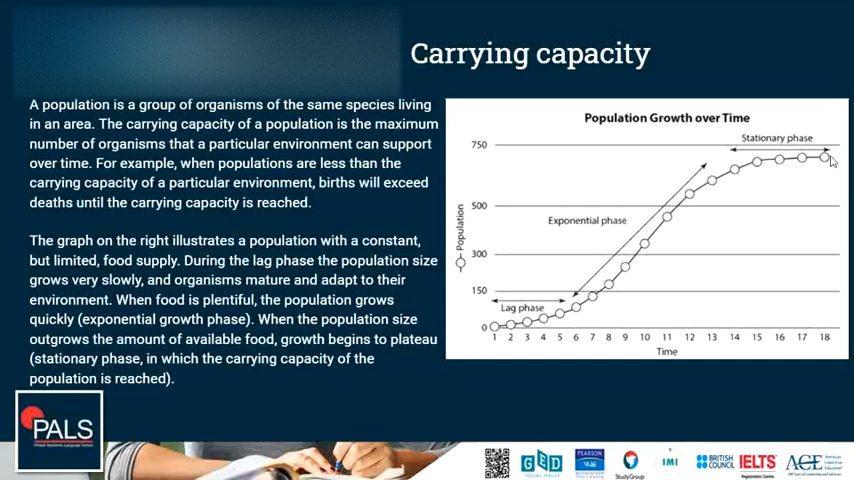 Carrying capacity
A population is a group of organisms of the same species living
in an area. The carrying capacity of a population is the maximum
number of organisms that a particular environment can support
over time. For example, when populations are less than the
carrying capacity of a particular environment, births will exceed
deaths until the carrying capacity is reached.
The graph on the right illustrates a population with a constant,
but limited, food supply. During the lag phase the population size
grows very slowly, and organisms mature and adapt to their
environment. When food is plentiful, the population grows
quickly (exponential growth phase). When the population size
outgrows the amount of available food, growth begins to plateau
(stationary phase, in which the carrying capacity of the
population is reached).
Population Growth over Time
Stationary phase
750
500
Exponential phase
300
150
Lag phase
0
Population
1 2 3 4 5 6 7 8 9 10 11 12 13 14 15 16 17 18
Time
PALS
GED
PEARSON
VUE
StudyGroup
IMI
BRITISH
COUNCIL
IELTS
ACE